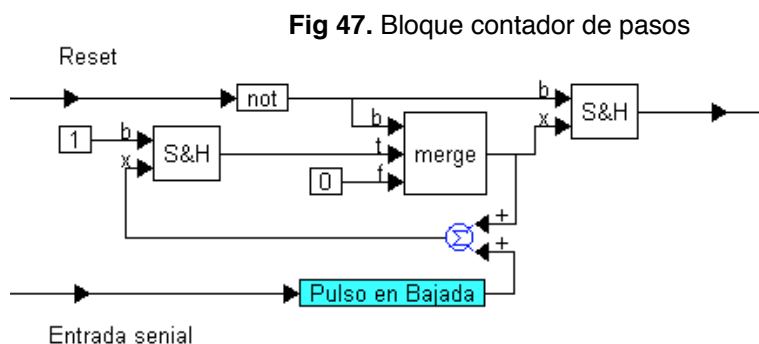 Fig 47. Bloque contador de pasos
Reset
not
b
S&H
x
1
b
S&H
x
b
t
merge
0
f
+
Σ
+
Pulso en Bajada
Entrada senial